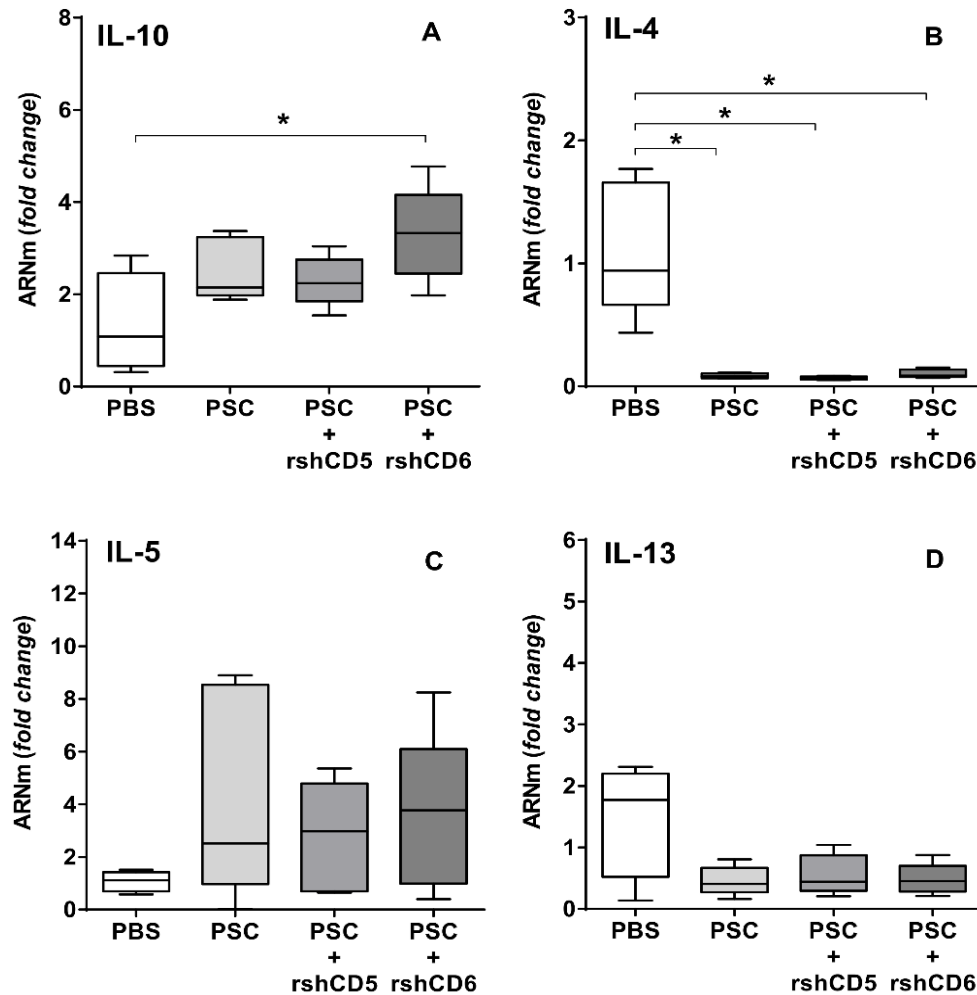 IL-10
A
ARNm (fold change)
8
6
4
2
0
*
PBS
PSC
PSC
+
rshCD5
PSC
+
rshCD6
IL-4
B
ARNm (fold change)
3
2
1
0
*
*
*
PBS
PSC
PSC
+
rshCD5
PSC
+
rshCD6
IL-5
C
ARNm (fold change)
14
12
10
8
6
4
2
0
PBS
PSC
PSC
+
rshCD5
PSC
+
rshCD6
IL-13
D
ARNm (fold change)
6
5
4
3
2
1
0
PBS
PSC
PSC
+
rshCD5
PSC
+
rshCD6